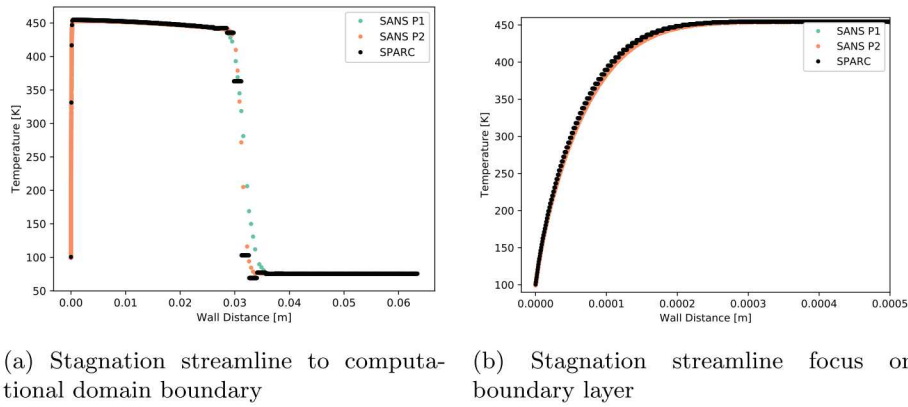 SANS P1
SANS P2
SPARC
Temperature [K]
450
400
350
300
250
200
150
100
50
0.00 0.01 0.02 0.03 0.04 0.05 0.06
Wall Distance [m]
SANS P1
SANS P2
SPARC
Temperature [K]
450
400
350
300
250
200
150
100
0.0000 0.0001 0.0002 0.0003 0.0004 0.0005
Wall Distance [m]
(a) Stagnation streamline to computa-
tional domain boundary
(b) Stagnation streamline focus on
boundary layer